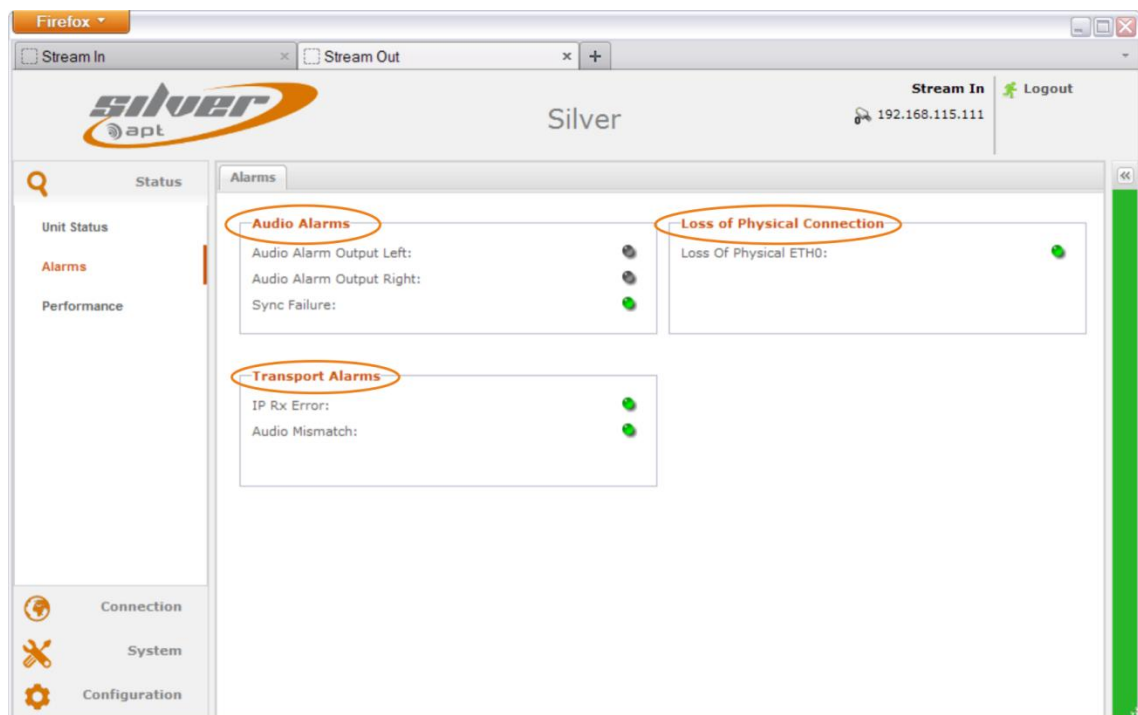 Firefox
Stream In
Stream Out
silver
apt
Silver
Stream In
192.168.115.111
Logout
Status
Unit Status
Alarms
Performance
Connection
System
Configuration
Alarms
Audio Alarms
Audio Alarm Output Left:
Audio Alarm Output Right:
Sync Failure:
Loss of Physical Connection
Loss Of Physical ETH0:
Transport Alarms
IP Rx Error:
Audio Mismatch: